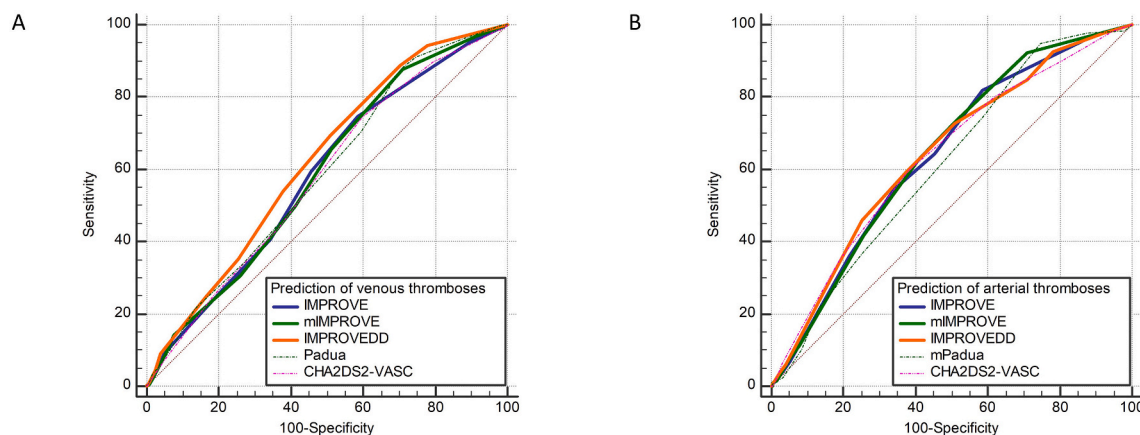 A
100
80
60
40
20
0
Sensitivity
Prediction of venous thromboses
IMPROVE
mIMPROVE
IMPROVEDD
Padua
CHA2DS2-VASC
0 20 40 60 80 100
100-Specificity
B
100
80
60
40
20
0
Sensitivity
Prediction of arterial thromboses
IMPROVE
mIMPROVE
IMPROVEDD
mPadua
CHA2DS2-VASC
0 20 40 60 80 100
100-Specificity